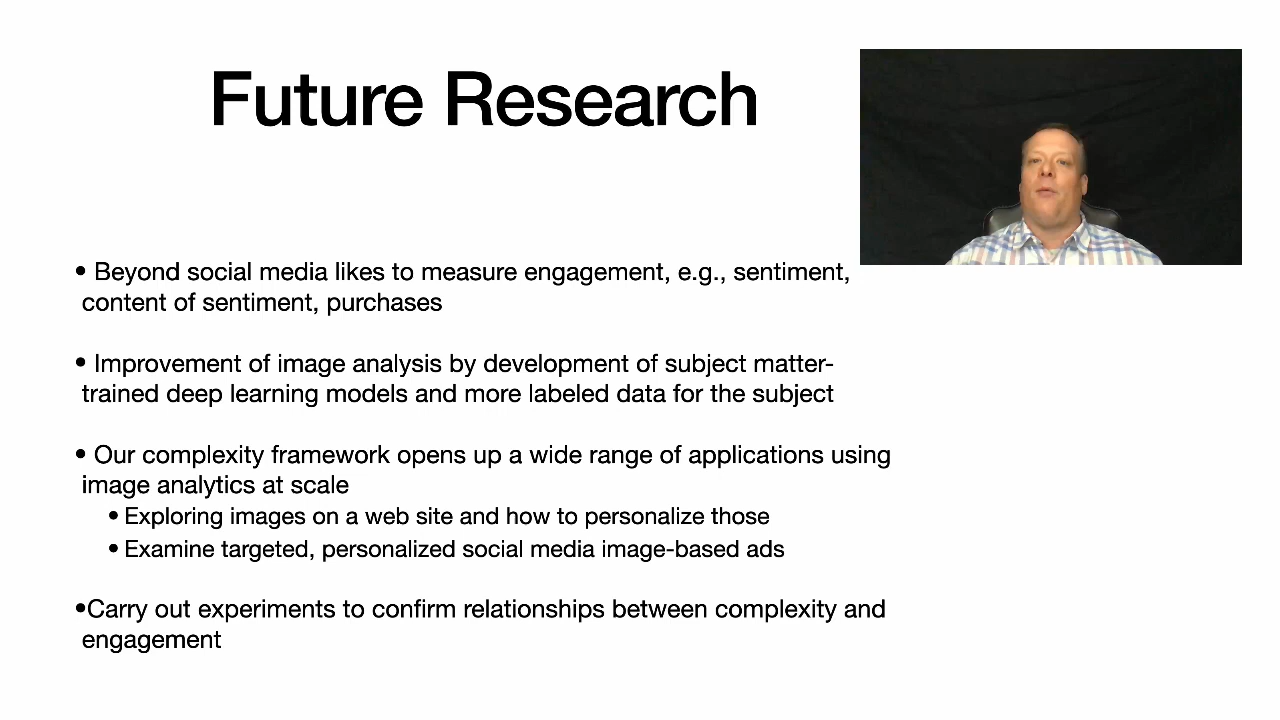 Future Research
• Beyond social media likes to measure engagement, e.g., sentiment,
content of sentiment, purchases
• Improvement of image analysis by development of subject matter-
trained deep learning models and more labeled data for the subject
• Our complexity framework opens up a wide range of applications using
image analytics at scale
• Exploring images on a web site and how to personalize those
• Examine targeted, personalized social media image-based ads
•Carry out experiments to confirm relationships between complexity and
engagement